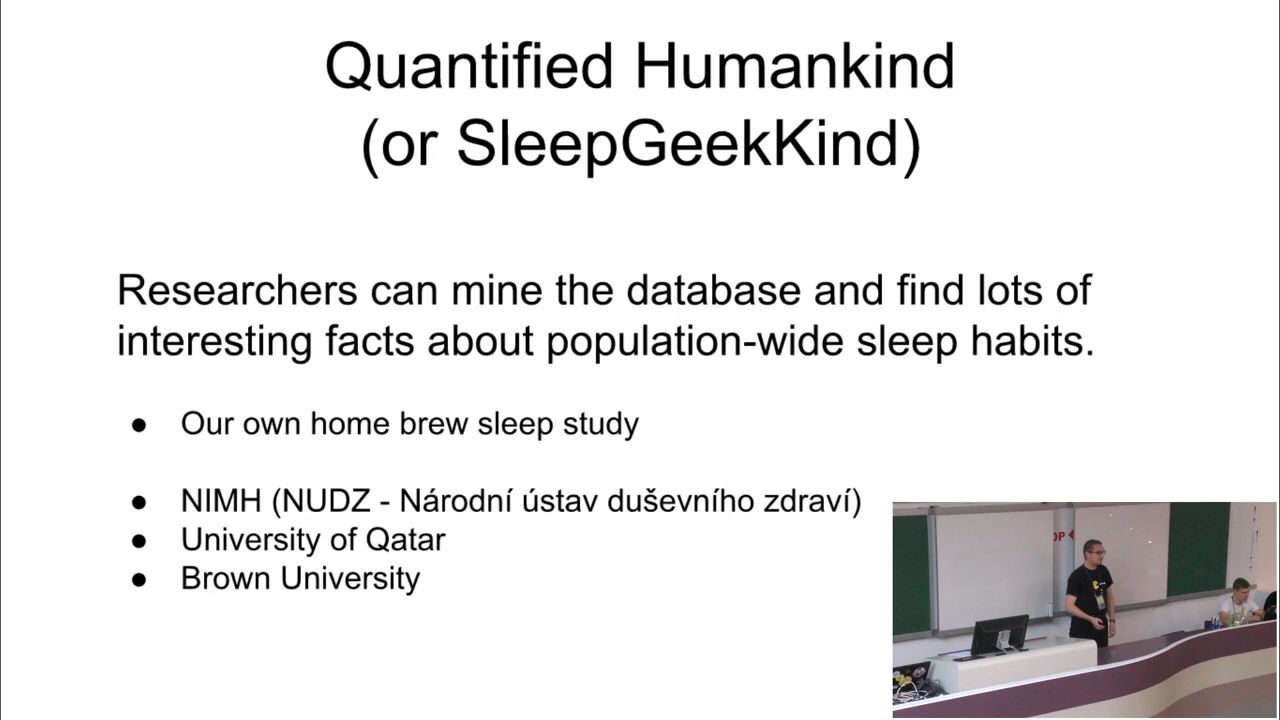 Quantified Humankind
(or SleepGeekKind)
Researchers can mine the database and find lots of
interesting facts about population-wide sleep habits.
● Our own home brew sleep study
● NIMH (NUDZ - Národní ústav duševního zdraví)
● University of Qatar
● Brown University
OP